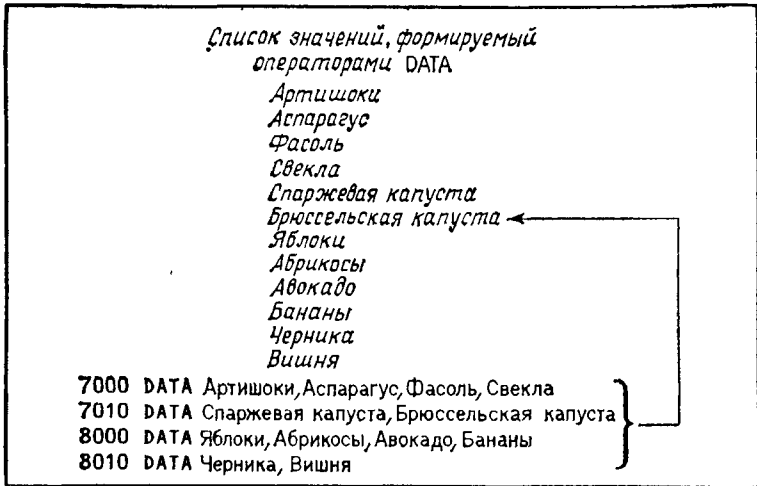 Список значений, формируемый
операторами DATA
Артишоки
Аспарагус
Фасоль
Свекла
Спаржевая капуста
Брюссельская капуста
Яблоки
Абрикосы
Авокадо
Бананы
Черника
Вишня
7000 DATA Артишоки, Аспарагус, Фасоль, Свекла
7010 DATA Спаржевая капуста, Брюссельская капуста
8000 DATA Яблоки, Абрикосы, Авокадо, Бананы
8010 DATA Черника, Вишня